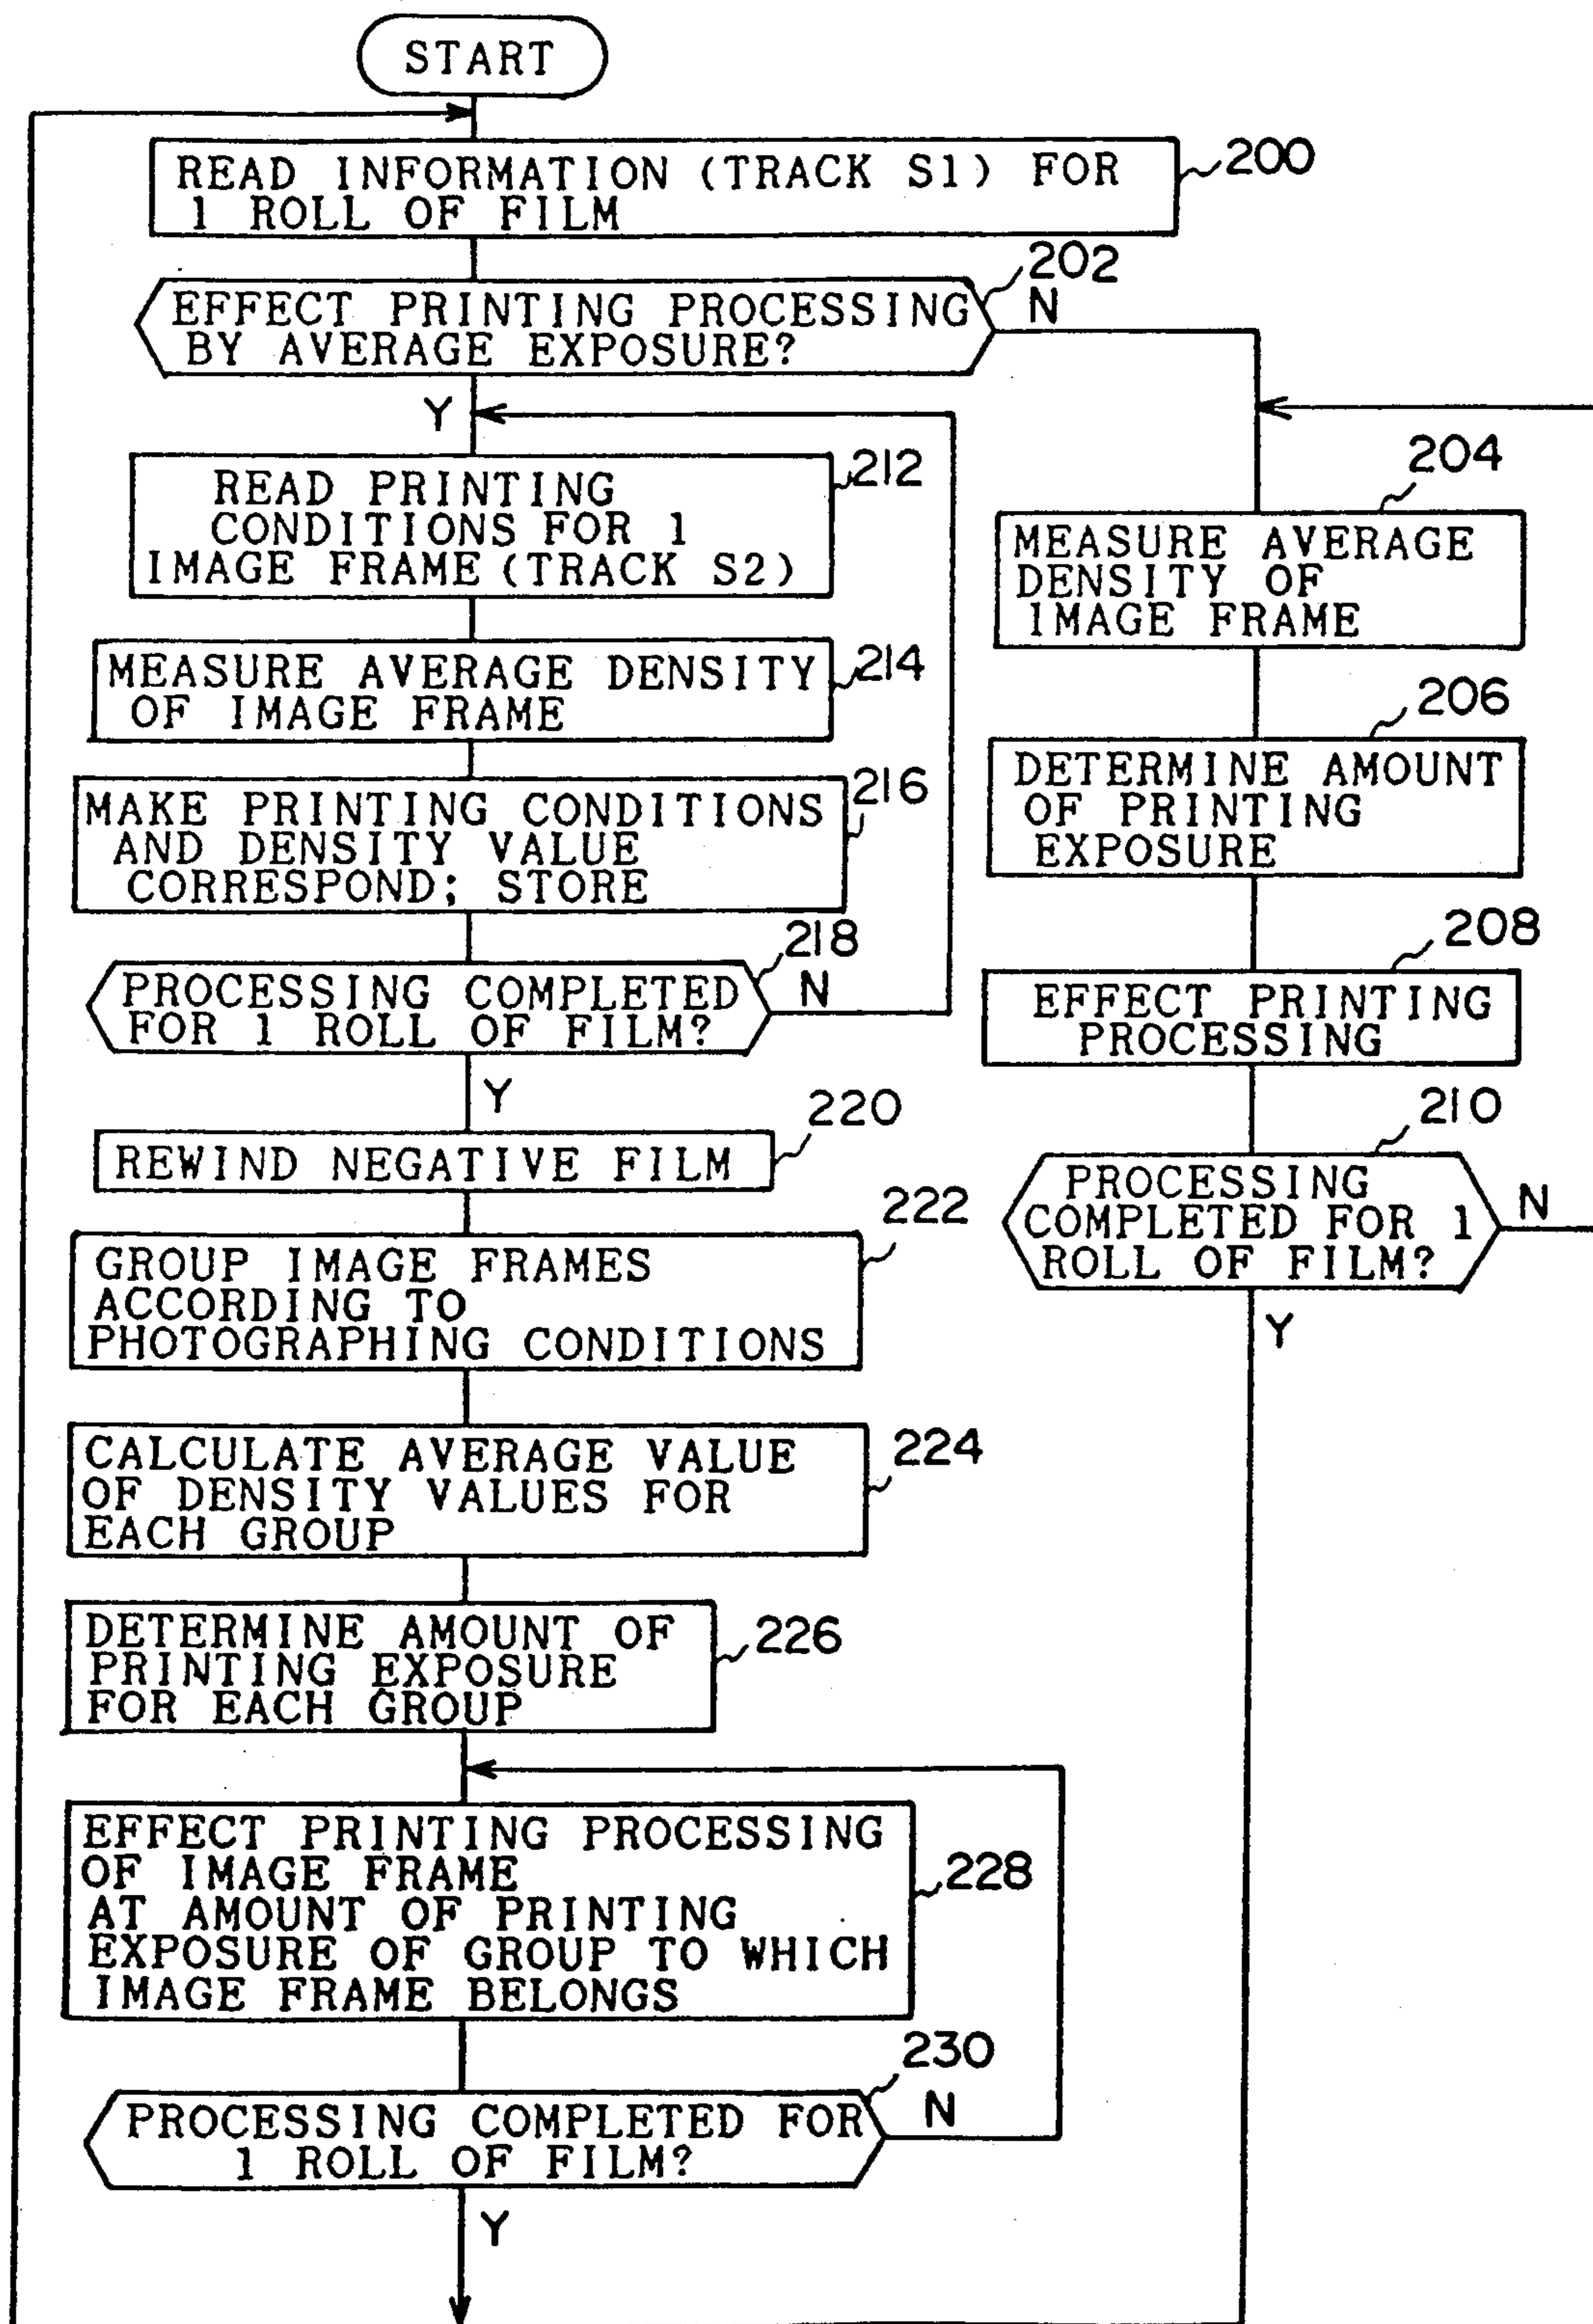 START
READ INFORMATION (TRACK S1) FOR
1 ROLL OF FILM
200
202
EFFECT PRINTING PROCESSING
BY AVERAGE EXPOSURE?
N
Y
READ PRINTING
CONDITIONS FOR 1
IMAGE FRAME (TRACK S2)
212
MEASURE AVERAGE DENSITY
OF IMAGE FRAME
214
MAKE PRINTING CONDITIONS
AND DENSITY VALUE
CORRESPOND; STORE
216
218
PROCESSING COMPLETED
FOR 1 ROLL OF FILM?
N
Y
220
REWIND NEGATIVE FILM
222
GROUP IMAGE FRAMES
ACCORDING TO
PHOTOGRAPHING CONDITIONS
CALCULATE AVERAGE VALUE
OF DENSITY VALUES FOR
EACH GROUP
224
DETERMINE AMOUNT OF
PRINTING EXPOSURE
FOR EACH GROUP
226
EFFECT PRINTING PROCESSING
OF IMAGE FRAME
AT AMOUNT OF PRINTING
EXPOSURE OF GROUP TO WHICH
IMAGE FRAME BELONGS
228
230
PROCESSING COMPLETED FOR
1 ROLL OF FILM?
N
Y
204
MEASURE AVERAGE
DENSITY OF
IMAGE FRAME
206
DETERMINE AMOUNT
OF PRINTING
EXPOSURE
208
EFFECT PRINTING
PROCESSING
210
PROCESSING
COMPLETED FOR 1
ROLL OF FILM?
N
Y